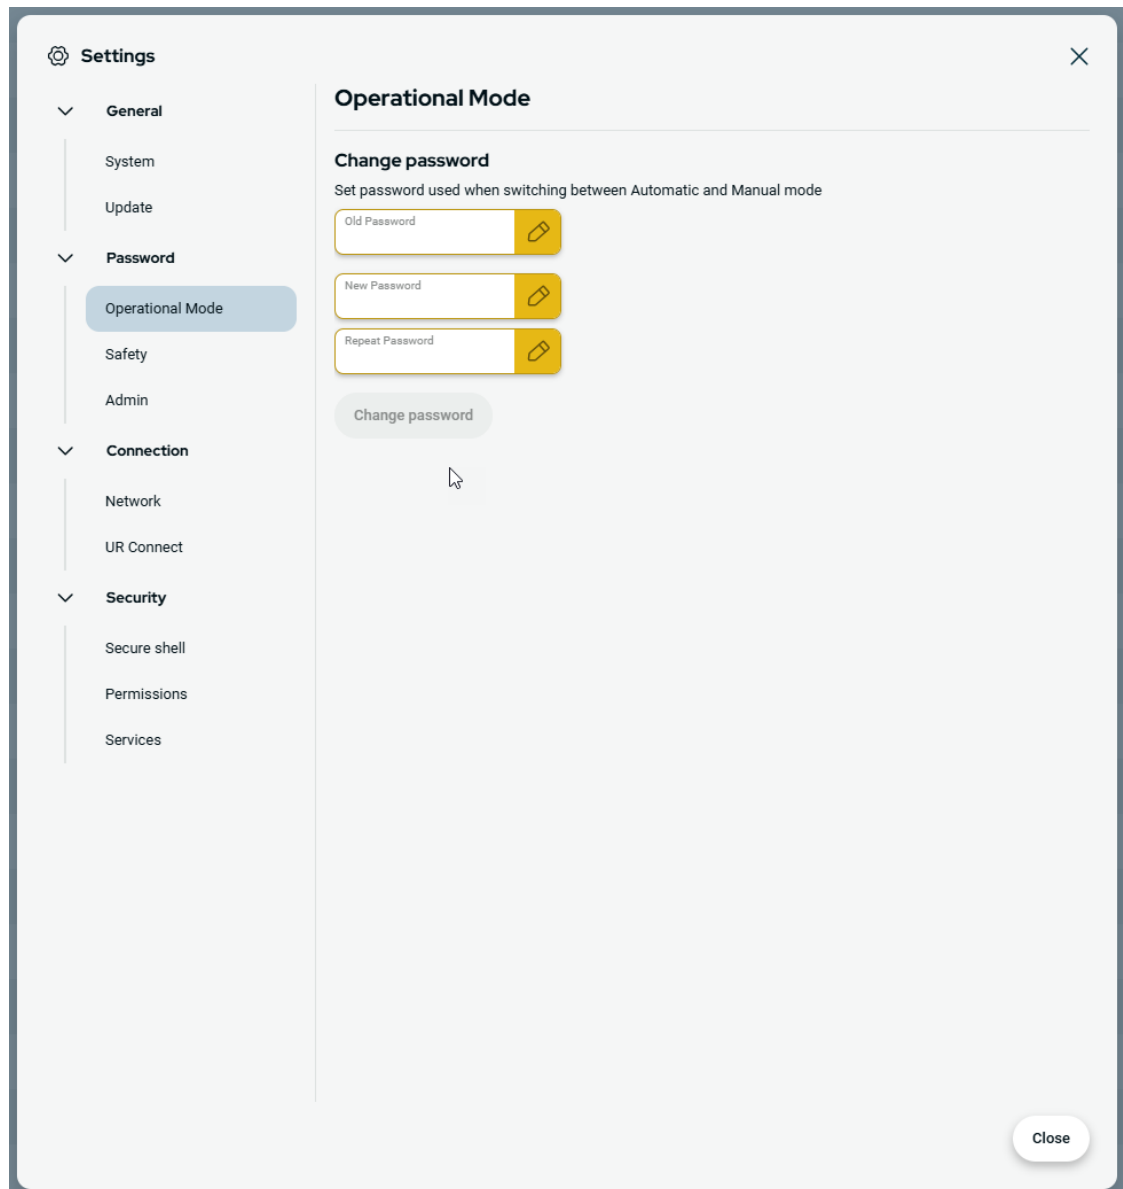 Settings
General
System
Update
Password
Operational Mode
Safety
Admin
Connection
Network
UR Connect
Security
Secure shell
Permissions
Services
Operational Mode
Change password
Set password used when switching between Automatic and Manual mode
Old Password
New Password
Repeat Password
Change password
Close